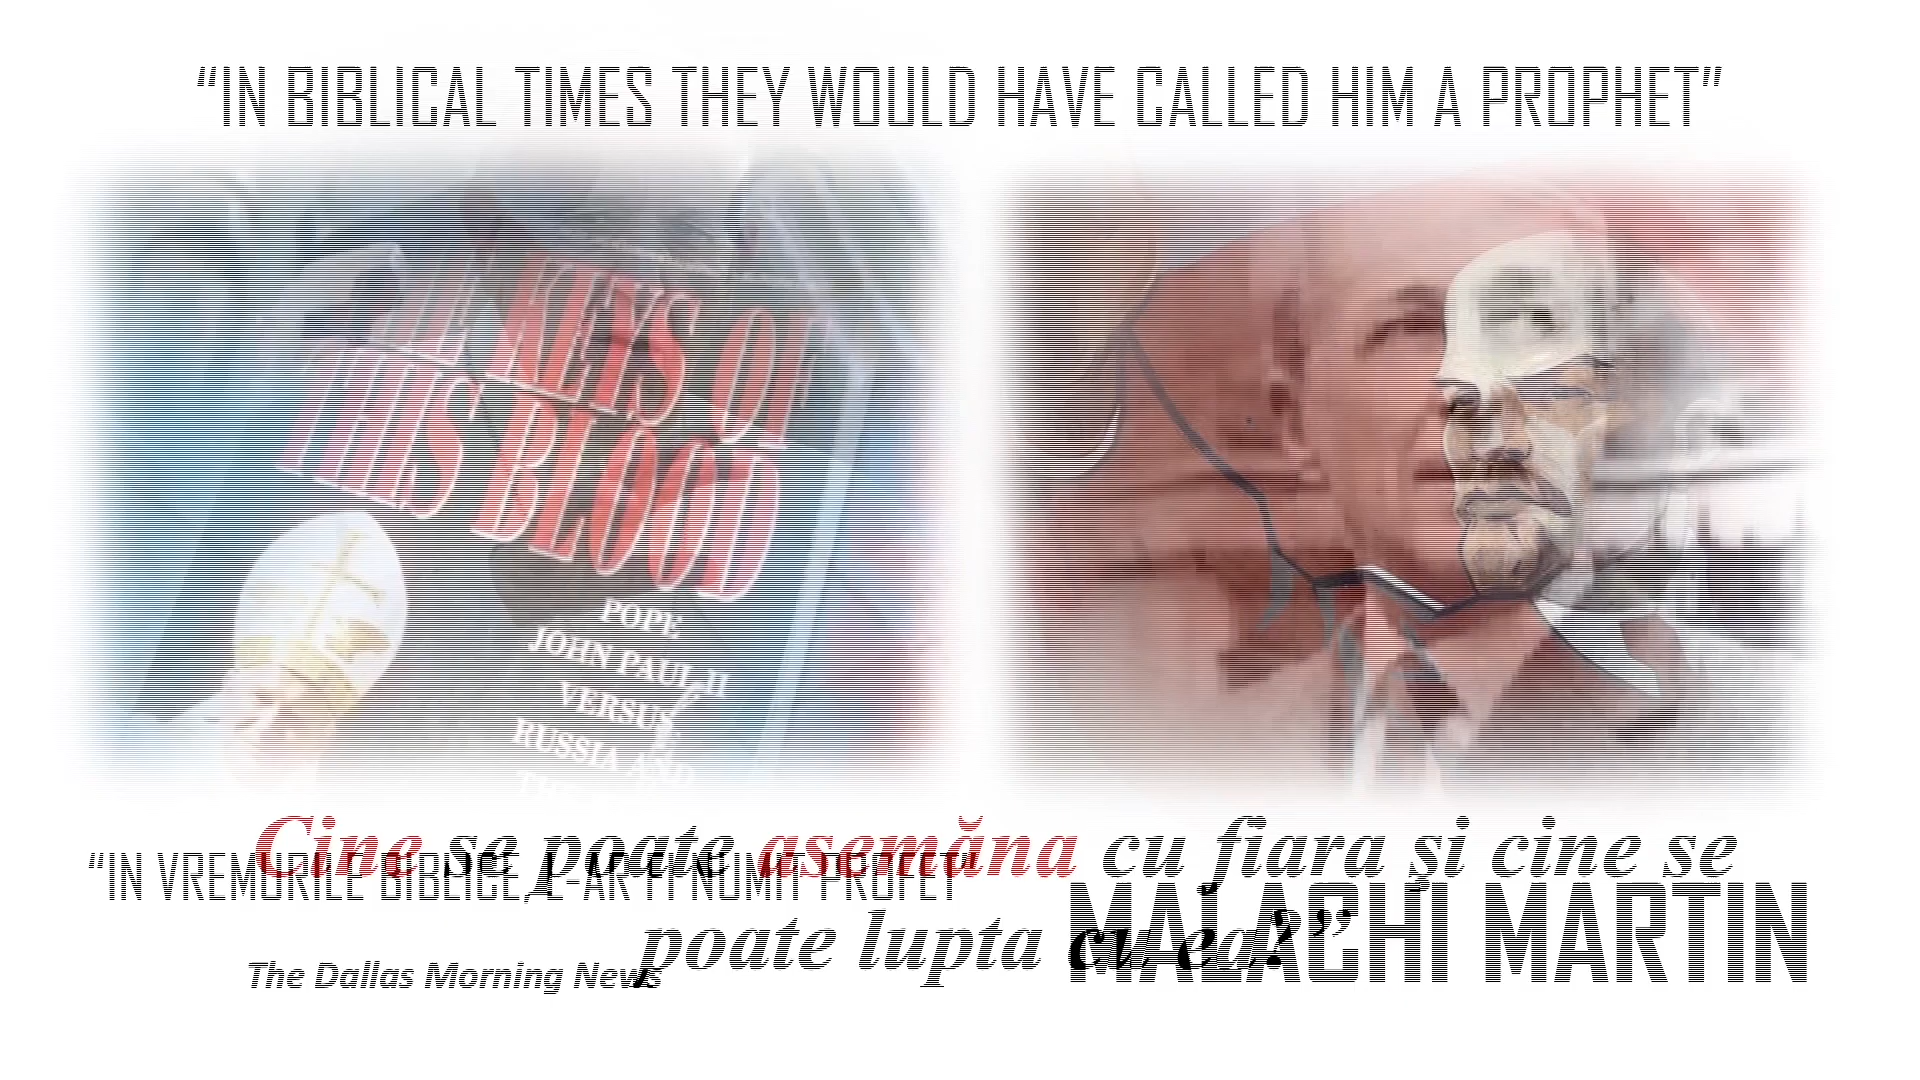 “IN BIBLICAL TIMES THEY WOULD HAVE CALLED HIM A PROPHET”
THE KEYS OF
THIS BLOOD
POPE
JOHN PAUL II
VERSUS
RUSSIA AND
Cine se poate asemăna cu fiara și cine se
poate lupta cu ea?”
“IN VREMURILE BIBLICE, L-AR FI NUMIT PROFET”
The Dallas Morning News
MALACHI MARTIN